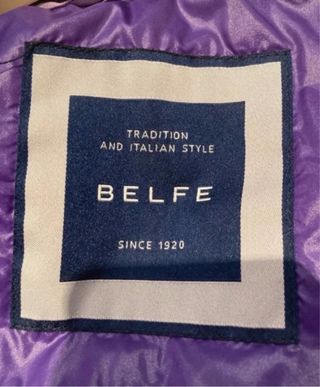 TRADITION
AND ITALIAN STYLE
BELFE
SINCE 1920